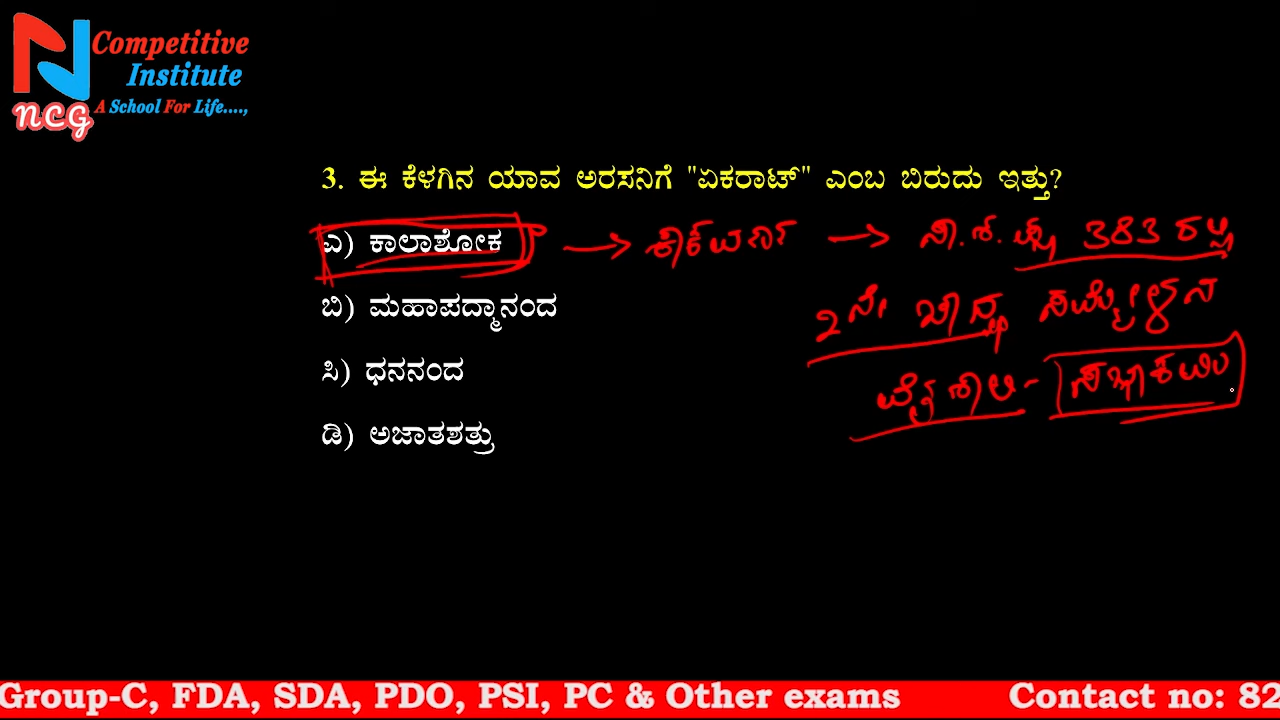 Competitive
Institute
A School For Life....,
NCG
3. ಈ ಕೆಳಗಿನ ಯಾವ ಅರಸನಿಗೆ "ಏಕರಾಟ್" ಎಂಬ ಬಿರುದು ಇತ್ತು?
ಎ) ಕಾಲಾಶೋಕ → ಕಾಕವರ್ಣ → ಸಾ.ಶ.ಪೂ 383 ರಲ್ಲಿ
ಬಿ) ಮಹಾಪದ್ಮಾನಂದ
2ನೇ ಬೌದ್ಧ ಸಮ್ಮೇಳನ
ಸಿ) ಧನನಂದ
ವೈಶಾಲಿ - ಸಭಾಕಮಿ
ಡಿ) ಅಜಾತಶತ್ರು
Group-C, FDA, SDA, PDO, PSI, PC & Other exams Contact no: 82